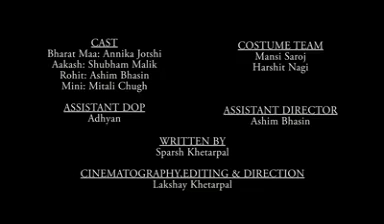 CAST
Bharat Maa: Annika Jotshi
Aakash: Shubham Malik
Rohit: Ashim Bhasin
Mini: Mitali Chugh
COSTUME TEAM
Mansi Saroj
Harshit Nagi
ASSISTANT DOP
Adhyan
ASSISTANT DIRECTOR
Ashim Bhasin
WRITTEN BY
Sparsh Khetarpal
CINEMATOGRAPHY,EDITING & DIRECTION
Lakshay Khetarpal